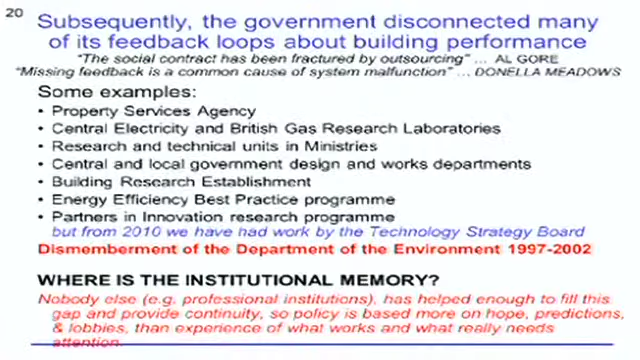 20
Subsequently, the government disconnected many
of its feedback loops about building performance
"The social contract has been fractured by outsourcing" ... AL GORE
"Missing feedback is a common cause of system malfunction" ... DONELLA MEADOWS
Some examples:
• Property Services Agency
• Central Electricity and British Gas Research Laboratories
• Research and technical units in Ministries
• Central and local government design and works departments
• Building Research Establishment
• Energy Efficiency Best Practice programme
• Partners in Innovation research programme
but from 2010 we have had work by the Technology Strategy Board
Dismemberment of the Department of the Environment 1997-2002
WHERE IS THE INSTITUTIONAL MEMORY?
Nobody else (e.g. professional institutions), has helped enough to fill this
gap and provide continuity, so policy is based more on hope, predictions,
& lobbies, than experience of what works and what really needs
attention.